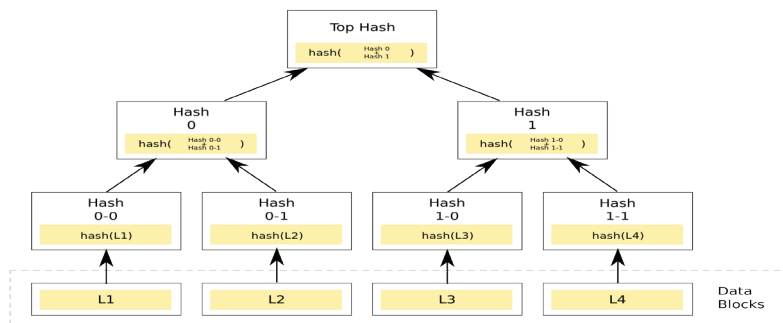 Top Hash
hash( Hash 0 + Hash 1 )
Hash
0
hash( Hash 0-0 + Hash 0-1 )
Hash
1
hash( Hash 1-0 + Hash 1-1 )
Hash
0-0
hash(L1)
Hash
0-1
hash(L2)
Hash
1-0
hash(L3)
Hash
1-1
hash(L4)
L1
L2
L3
L4
Data
Blocks